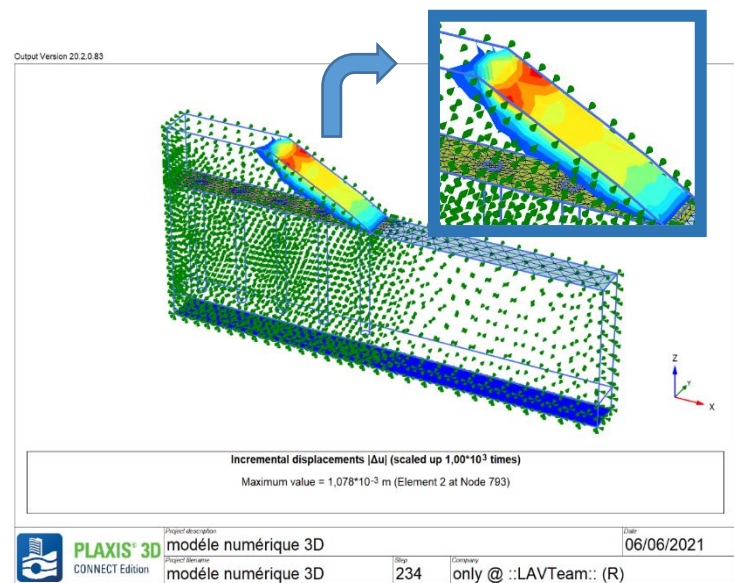 Output Version 20.2.0.83
Z
Y
X
Incremental displacements |Δu| (scaled up 1,00*10³ times)
Maximum value = 1,078*10⁻³ m (Element 2 at Node 793)
PLAXIS® 3D
CONNECT Edition
Project description
modéle numérique 3D
Date
06/06/2021
Project filename
modéle numérique 3D
Step
234
Company
only @ ::LAVTeam:: (R)